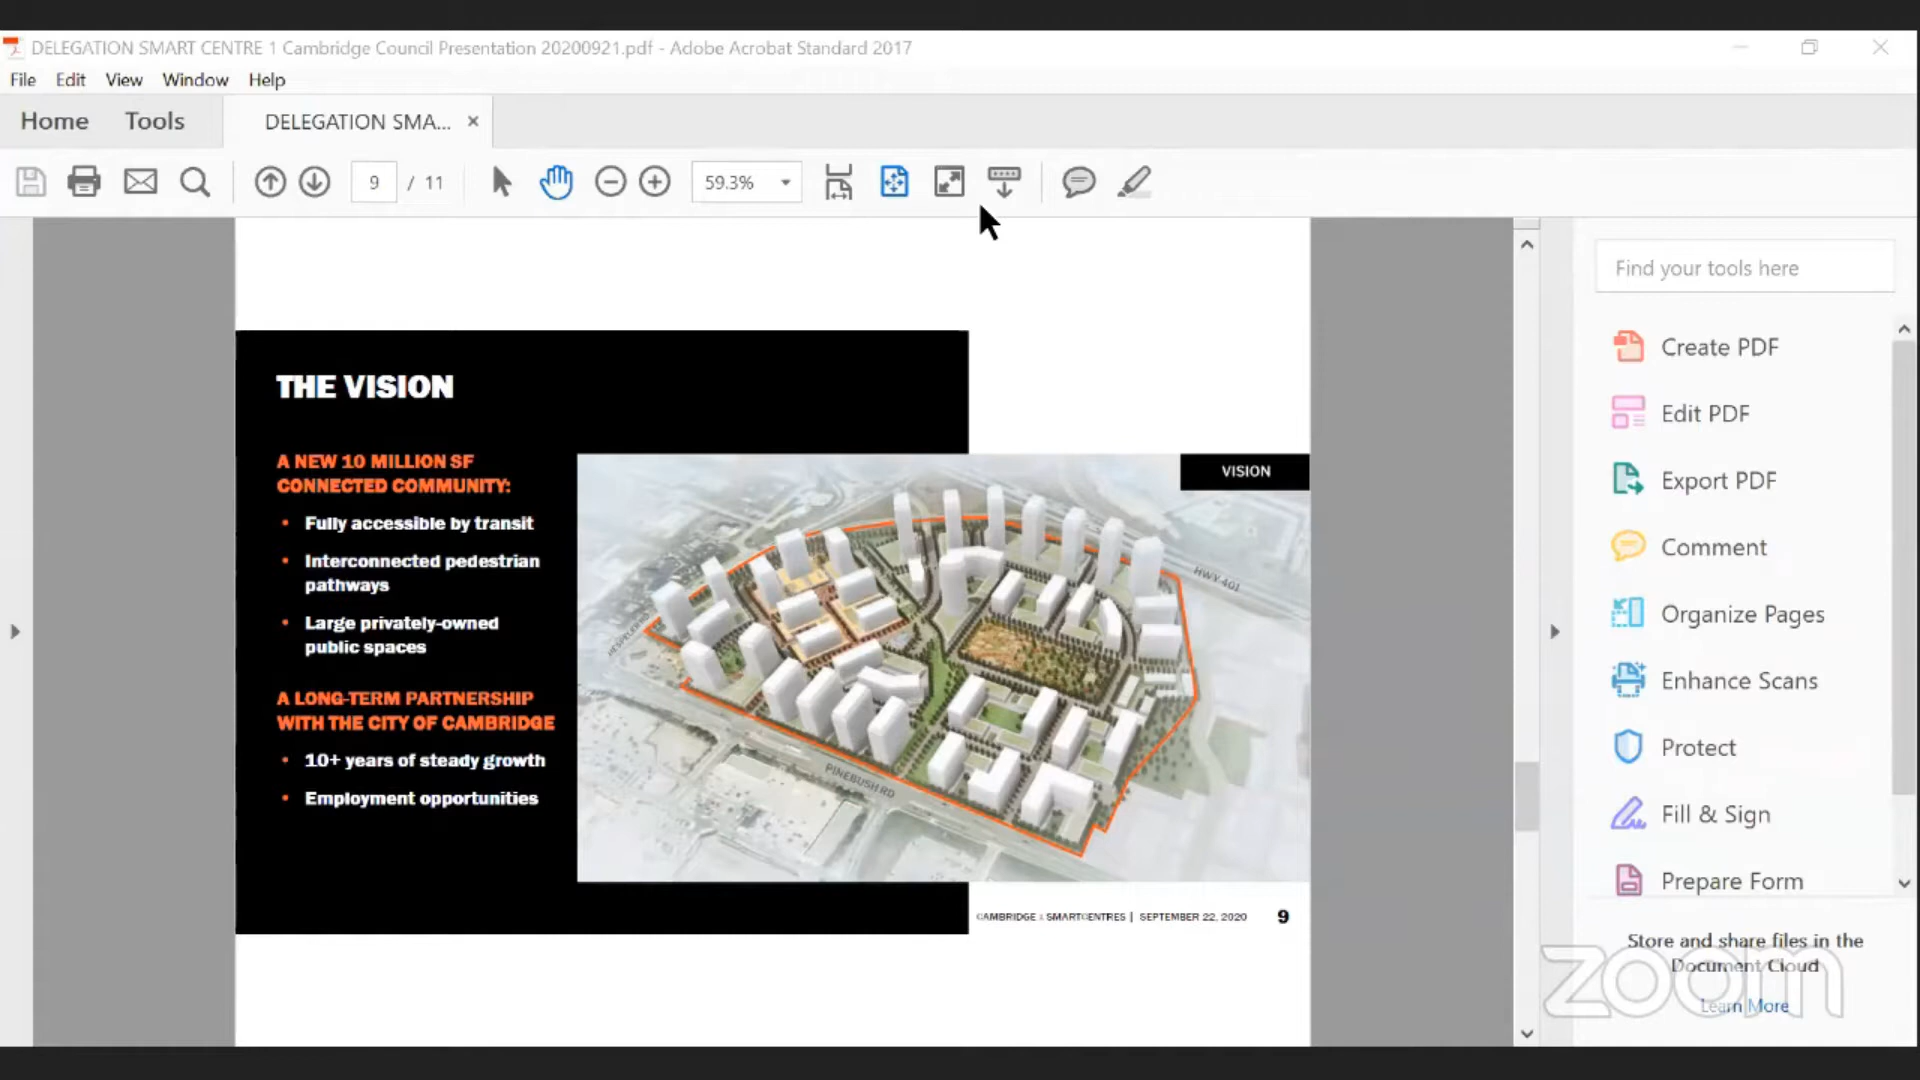 DELEGATION SMART CENTRE 1 Cambridge Council Presentation 20200921.pdf - Adobe Acrobat Standard 2017
File Edit View Window Help
Home Tools DELEGATION SMA... ×
9 / 11 59.3%
Find your tools here
Create PDF
Edit PDF
Export PDF
Comment
Organize Pages
Enhance Scans
Protect
Fill & Sign
Prepare Form
Store and share files in the
Document Cloud
Learn More
zoom
THE VISION
A NEW 10 MILLION SF
CONNECTED COMMUNITY:
• Fully accessible by transit
• Interconnected pedestrian
pathways
• Large privately-owned
public spaces
A LONG-TERM PARTNERSHIP
WITH THE CITY OF CAMBRIDGE
• 10+ years of steady growth
• Employment opportunities
VISION
HWY 401
HESPELER RD
PINEBUSH RD
CAMBRIDGE & SMARTCENTRES | SEPTEMBER 22, 2020 9